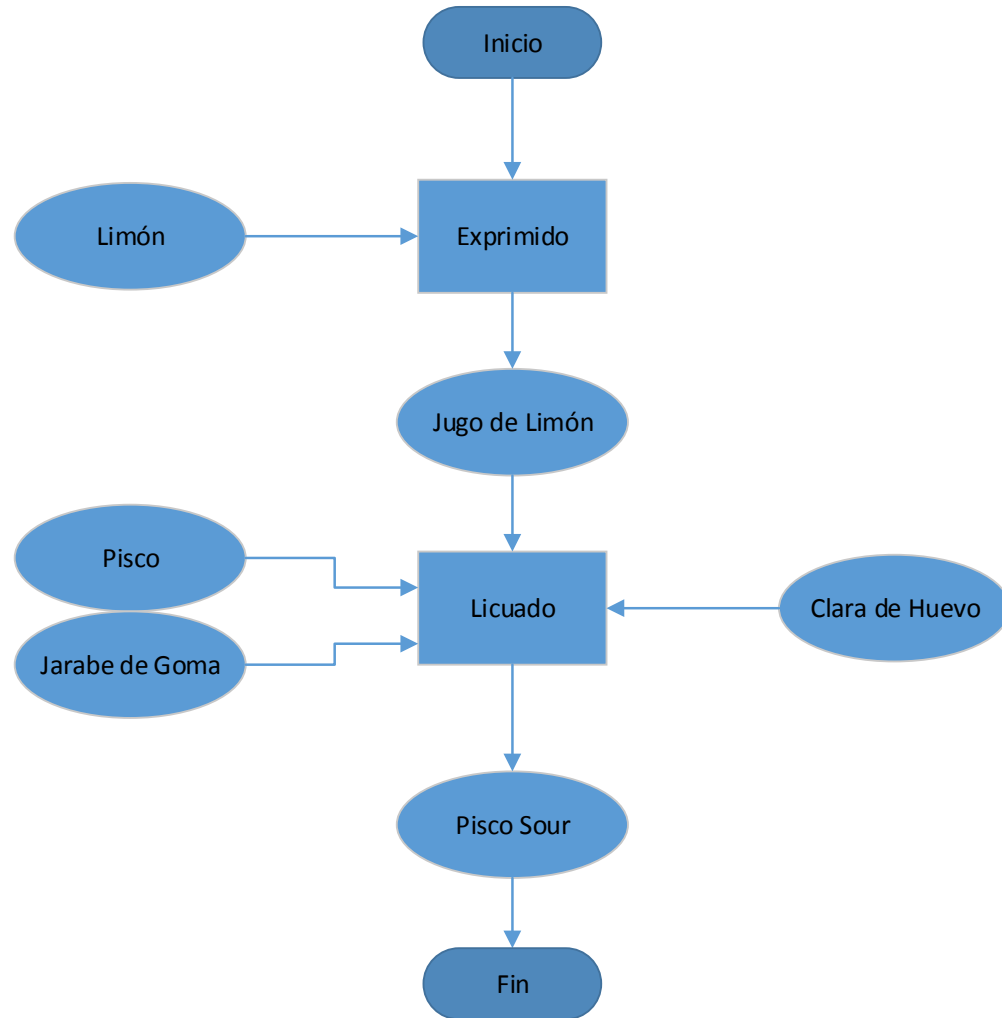 Inicio
Limón
Exprimido
Jugo de Limón
Pisco
Licuado
Clara de Huevo
Jarabe de Goma
Pisco Sour
Fin